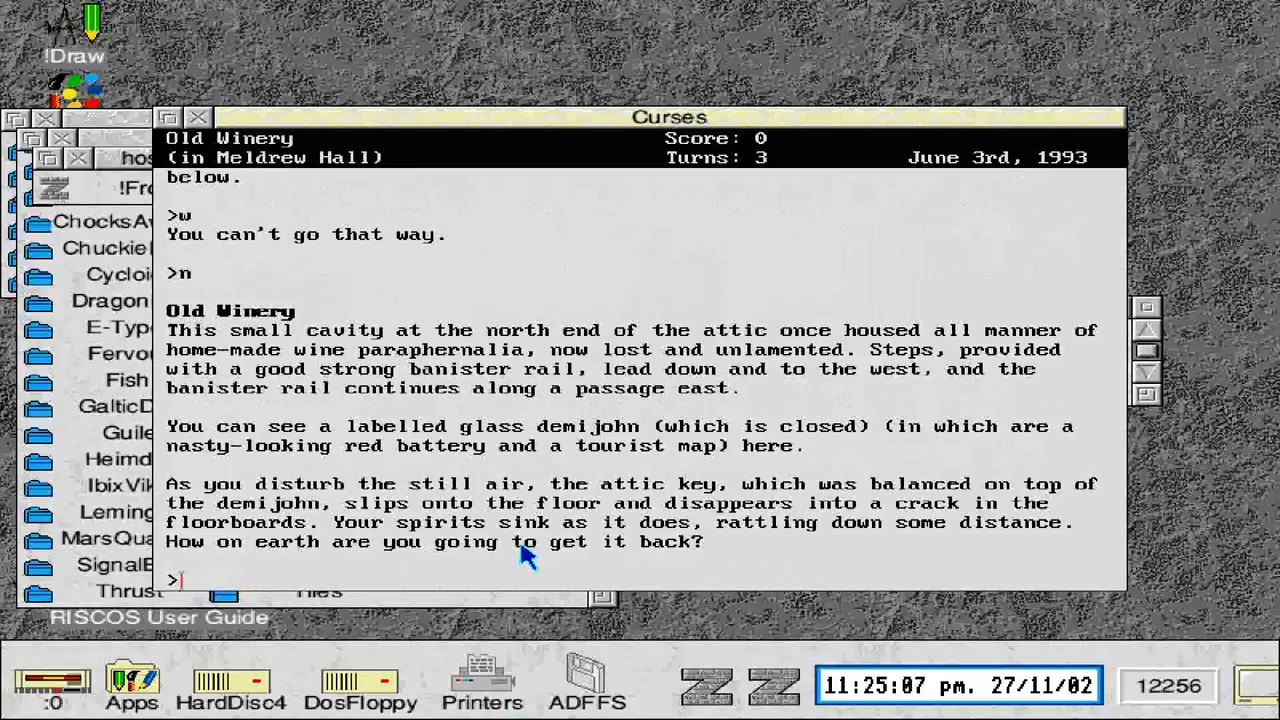 !Draw
Curses
Old Winery Score: 0
(in Meldrew Hall) Turns: 3 June 3rd, 1993
below.
>w
You can't go that way.
>n
Old Winery
This small cavity at the north end of the attic once housed all manner of
home-made wine paraphernalia, now lost and unlamented. Steps, provided
with a good strong banister rail, lead down and to the west, and the
banister rail continues along a passage east.
You can see a labelled glass demijohn (which is closed) (in which are a
nasty-looking red battery and a tourist map) here.
As you disturb the still air, the attic key, which was balanced on top of
the demijohn, slips onto the floor and disappears into a crack in the
floorboards. Your spirits sink as it does, rattling down some distance.
How on earth are you going to get it back?
>
hos
!Fro
ChocksAw
Chuckie
Cycloi
Dragon
E-Typ
Fervo
Fish
GalticD
Guile
Heimd
IbixVik
Leming
MarsQua
SignalB
Thrust
RISCOS User Guide
:0
Apps
HardDisc4
DosFloppy
Printers
ADFFS
11:25:07 pm. 27/11/02
12256